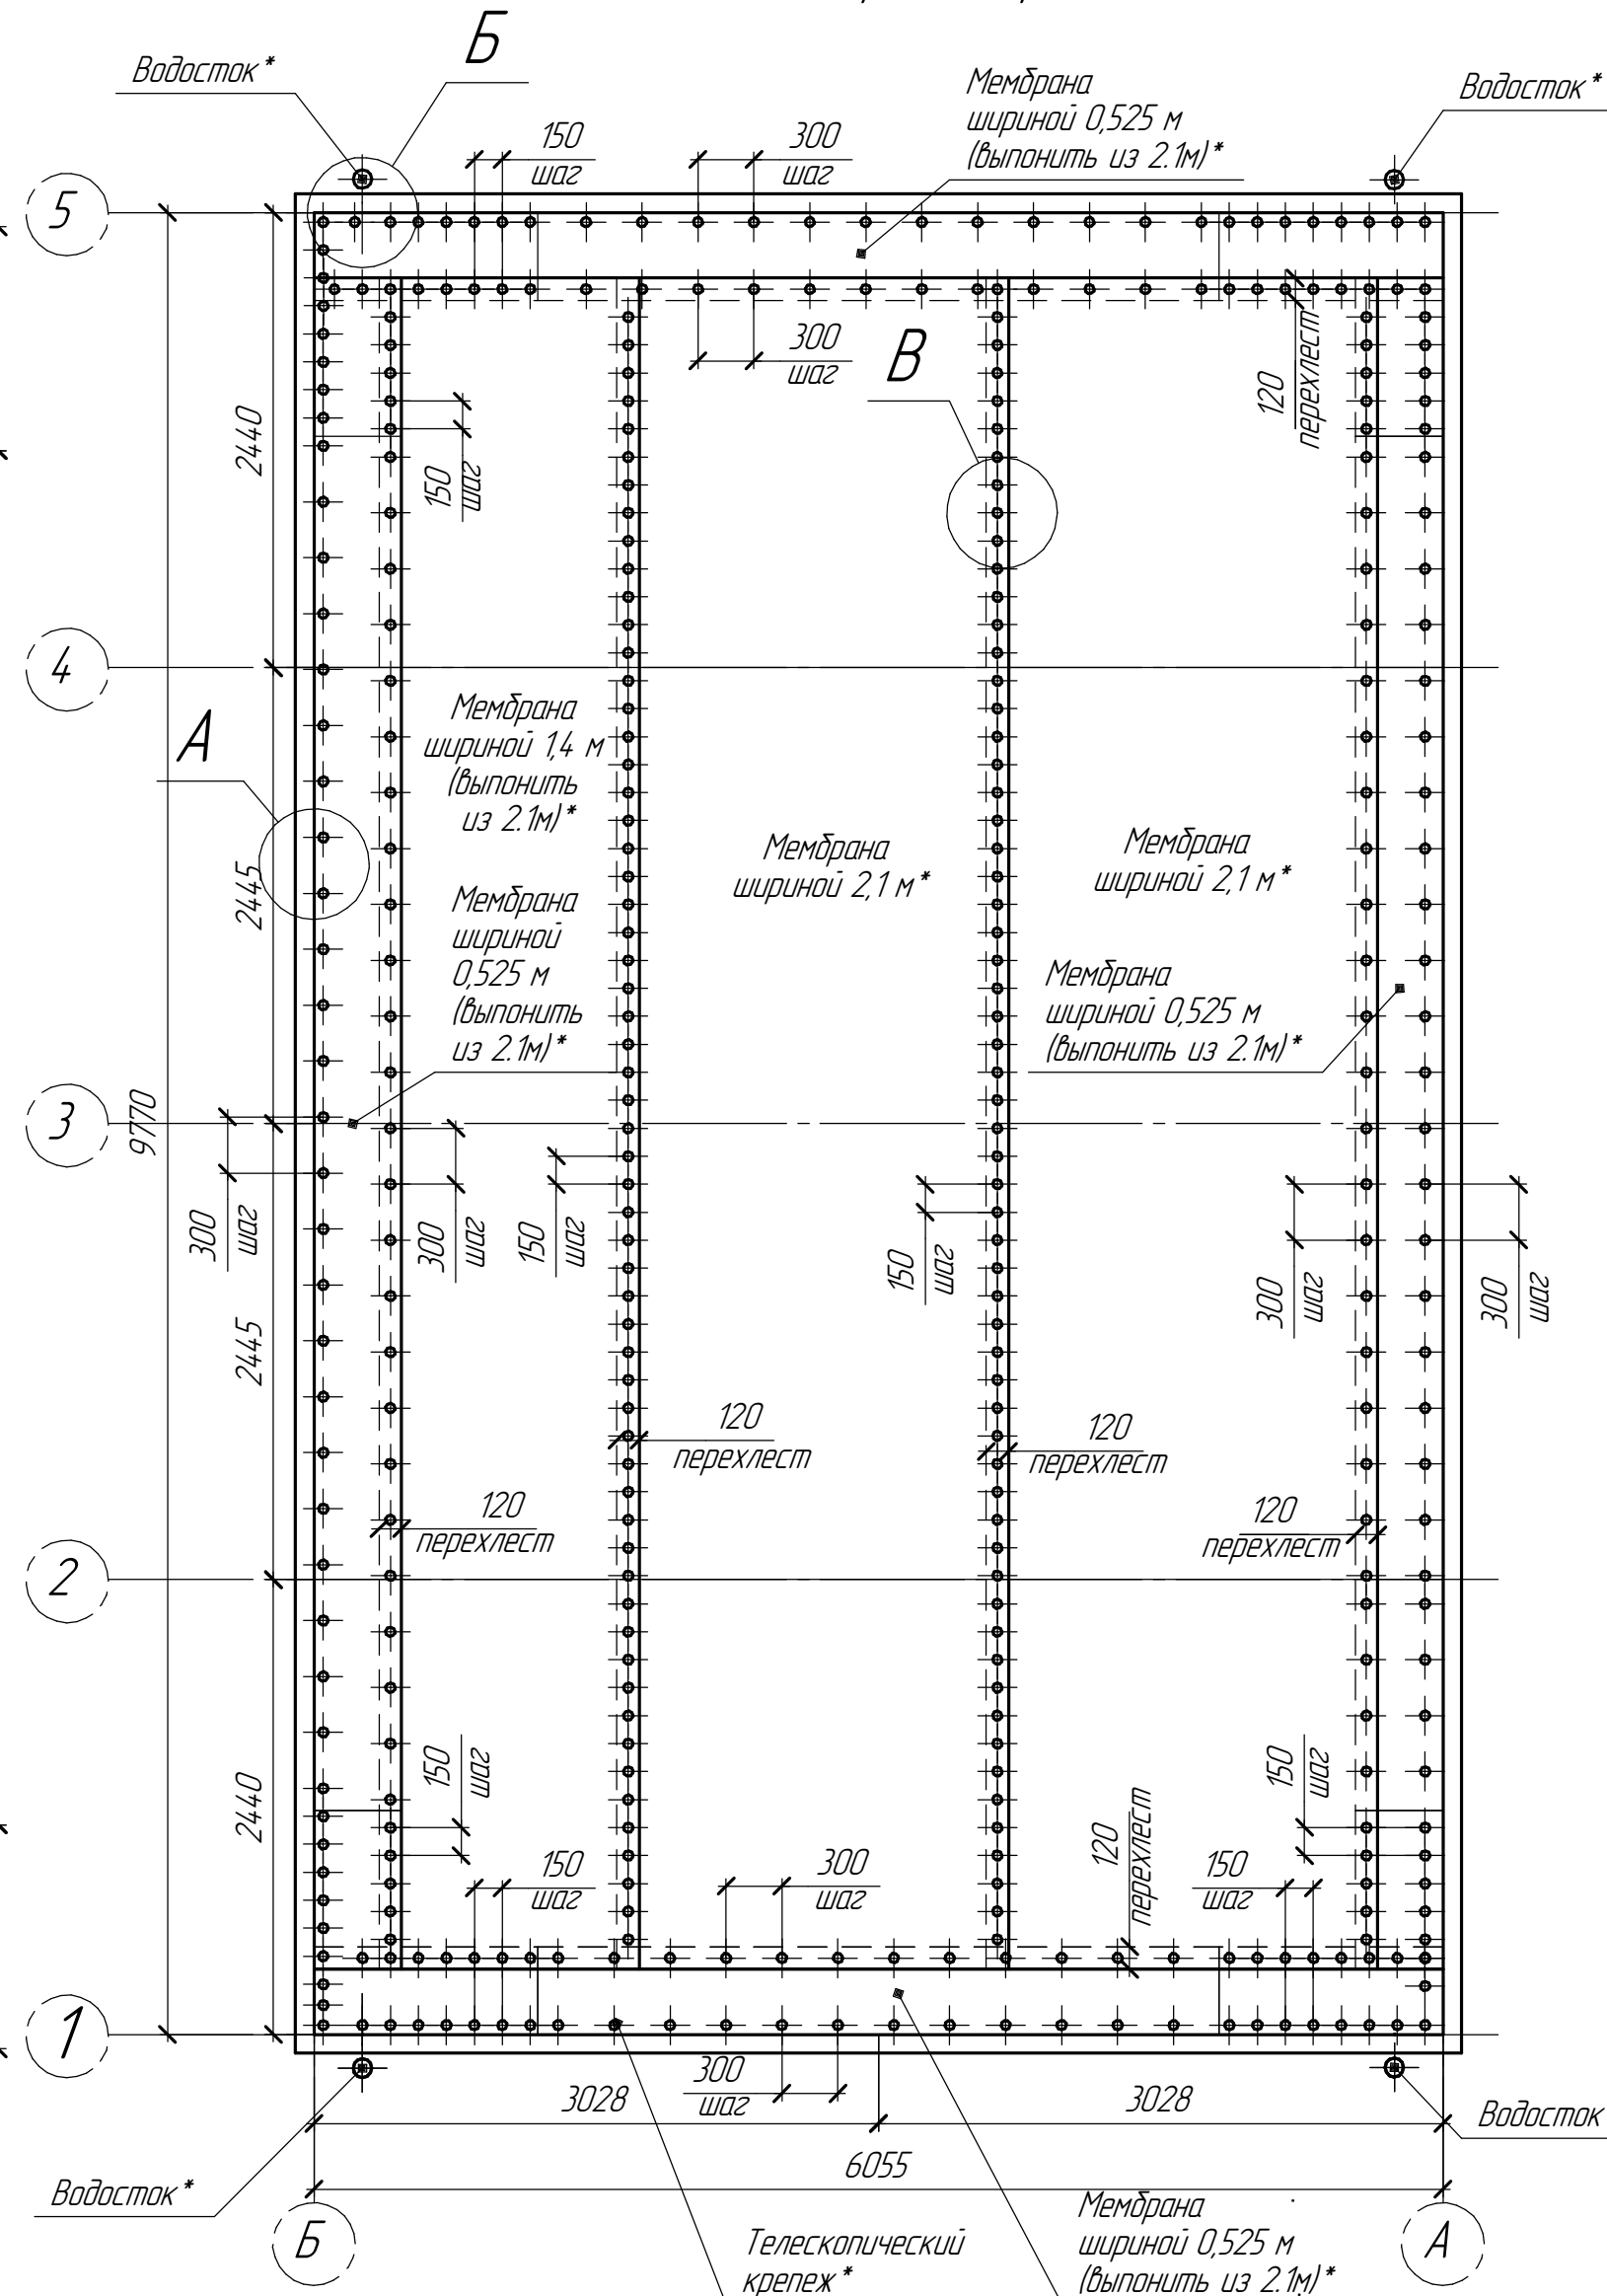 Б
Водосток*
Мембрана
шириной 0,525 м
(выпонить из 2.1м)*
Водосток*
150
шаг
300
шаг
5
300
шаг
В
120
перехлест
2440
150
шаг
4
А
Мембрана
шириной 1,4 м
(выпонить
из 2.1м)*
Мембрана
шириной 2,1 м*
Мембрана
шириной 2,1 м*
2445
Мембрана
шириной
0,525 м
(выпонить
из 2.1м)*
Мембрана
шириной 0,525 м
(выпонить из 2.1м)*
3
9770
300
шаг
300
шаг
150
шаг
150
шаг
300
шаг
300
шаг
2445
120
перехлест
120
перехлест
120
перехлест
120
перехлест
2
2440
150
шаг
150
шаг
120
перехлест
150
шаг
300
шаг
150
шаг
1
300
шаг
3028
3028
Водосток
6055
Водосток*
Б
Телескопический
крепеж*
Мембрана
шириной 0,525 м
(выпонить из 2.1м)*
А